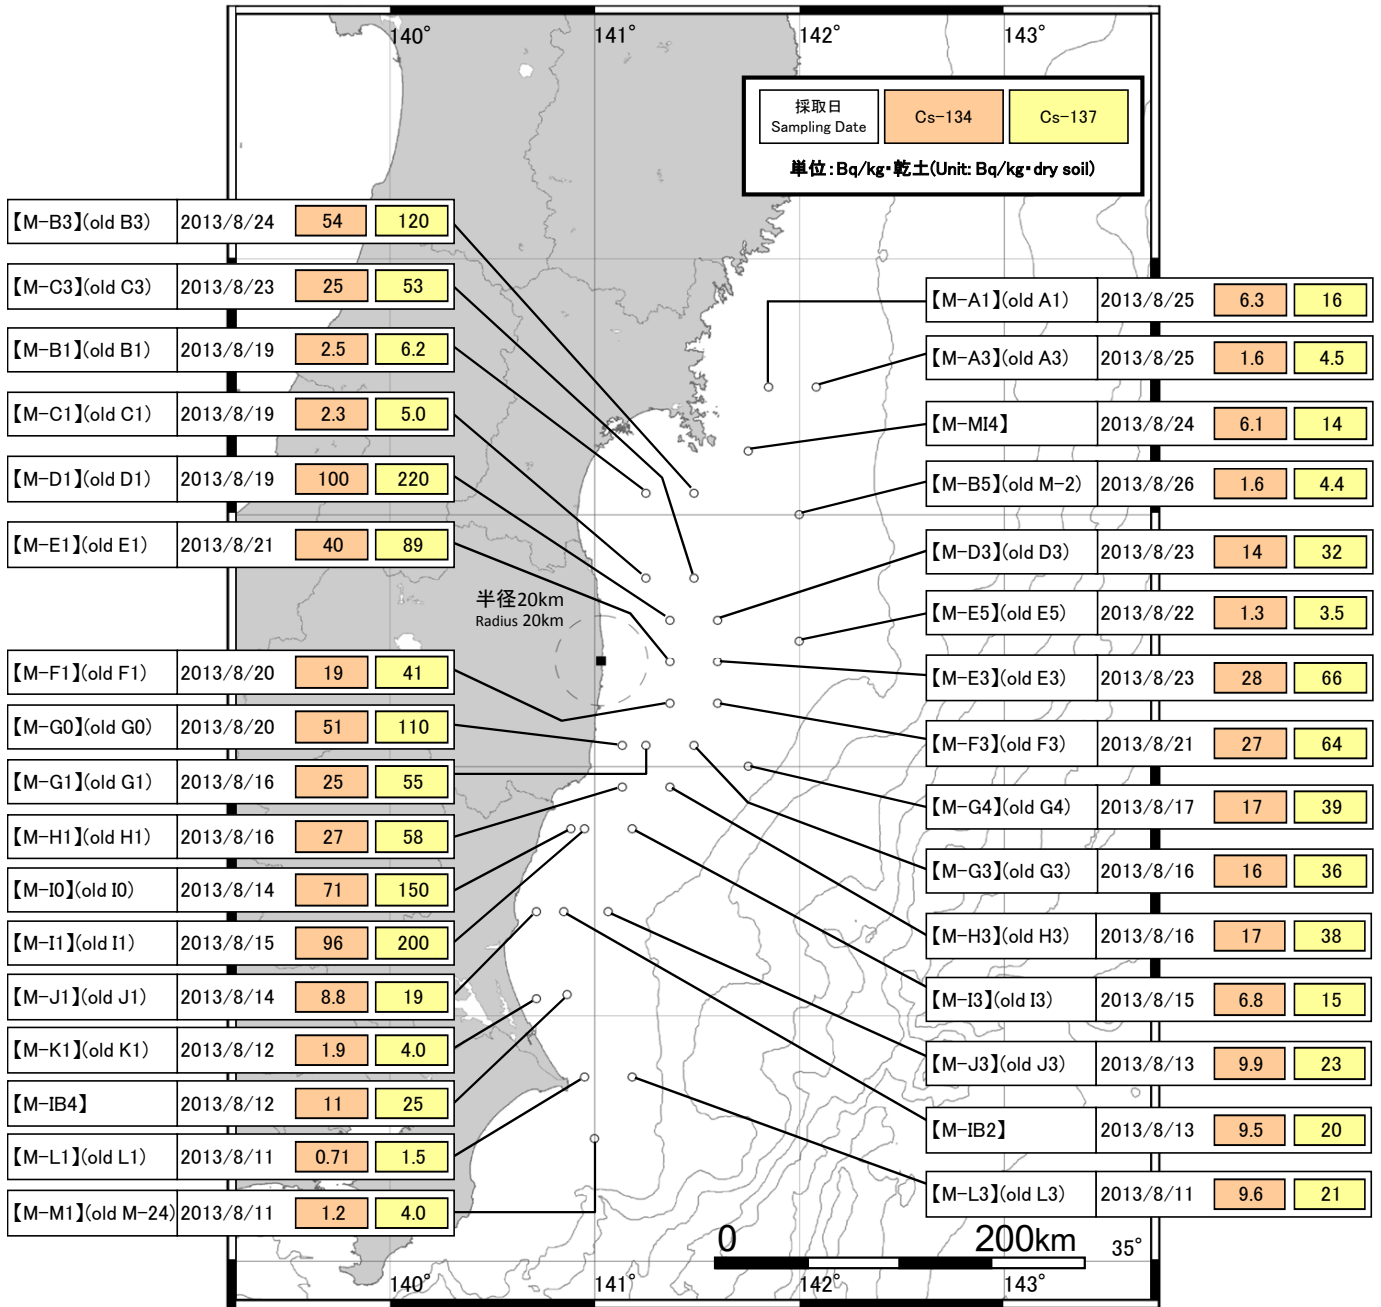 140° 141° 142° 143°
採取日
Sampling Date
Cs-134
Cs-137
単位:Bq/kg・乾土(Unit: Bq/kg・dry soil)
【M-B3】(old B3) 2013/8/24 54 120
【M-C3】(old C3) 2013/8/23 25 53
【M-B1】(old B1) 2013/8/19 2.5 6.2
【M-C1】(old C1) 2013/8/19 2.3 5.0
【M-D1】(old D1) 2013/8/19 100 220
【M-E1】(old E1) 2013/8/21 40 89
半径20km
Radius 20km
【M-F1】(old F1) 2013/8/20 19 41
【M-G0】(old G0) 2013/8/20 51 110
【M-G1】(old G1) 2013/8/16 25 55
【M-H1】(old H1) 2013/8/16 27 58
【M-I0】(old I0) 2013/8/14 71 150
【M-I1】(old I1) 2013/8/15 96 200
【M-J1】(old J1) 2013/8/14 8.8 19
【M-K1】(old K1) 2013/8/12 1.9 4.0
【M-IB4】 2013/8/12 11 25
【M-L1】(old L1) 2013/8/11 0.71 1.5
【M-M1】(old M-24) 2013/8/11 1.2 4.0
【M-A1】(old A1) 2013/8/25 6.3 16
【M-A3】(old A3) 2013/8/25 1.6 4.5
【M-MI4】 2013/8/24 6.1 14
【M-B5】(old M-2) 2013/8/26 1.6 4.4
【M-D3】(old D3) 2013/8/23 14 32
【M-E5】(old E5) 2013/8/22 1.3 3.5
【M-E3】(old E3) 2013/8/23 28 66
【M-F3】(old F3) 2013/8/21 27 64
【M-G4】(old G4) 2013/8/17 17 39
【M-G3】(old G3) 2013/8/16 16 36
【M-H3】(old H3) 2013/8/16 17 38
【M-I3】(old I3) 2013/8/15 6.8 15
【M-J3】(old J3) 2013/8/13 9.9 23
【M-IB2】 2013/8/13 9.5 20
【M-L3】(old L3) 2013/8/11 9.6 21
0 200km
35°
140° 141° 142° 143°